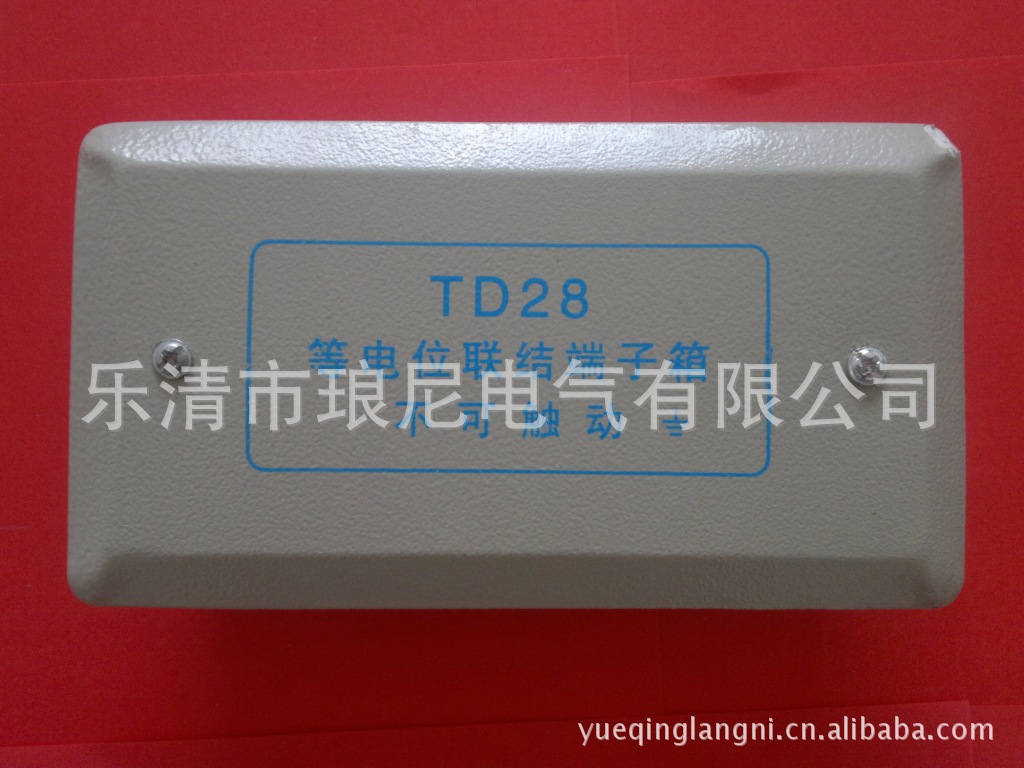 TD28
等电位联结端子箱
乐清市琅尼电气有限公司
不可触动 ⏚
yueqinglangni.cn.alibaba.com